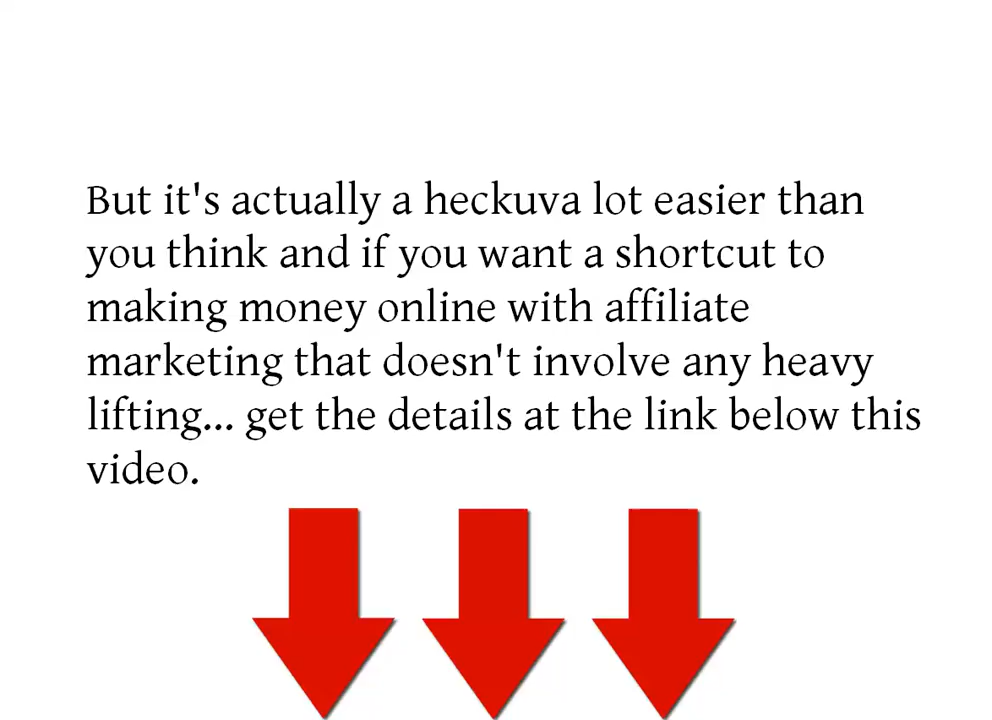 But it's actually a heckuva lot easier than
you think and if you want a shortcut to
making money online with affiliate
marketing that doesn't involve any heavy
lifting... get the details at the link below this
video.